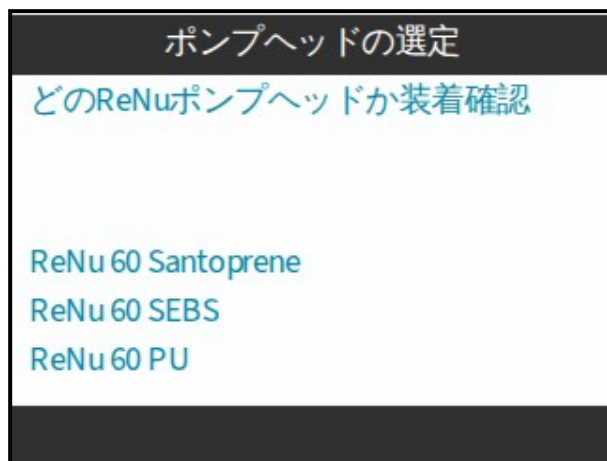 ポンプヘッドの選定
どのReNuポンプヘッドか装着確認
ReNu 60 Santoprene
ReNu 60 SEBS
ReNu 60 PU